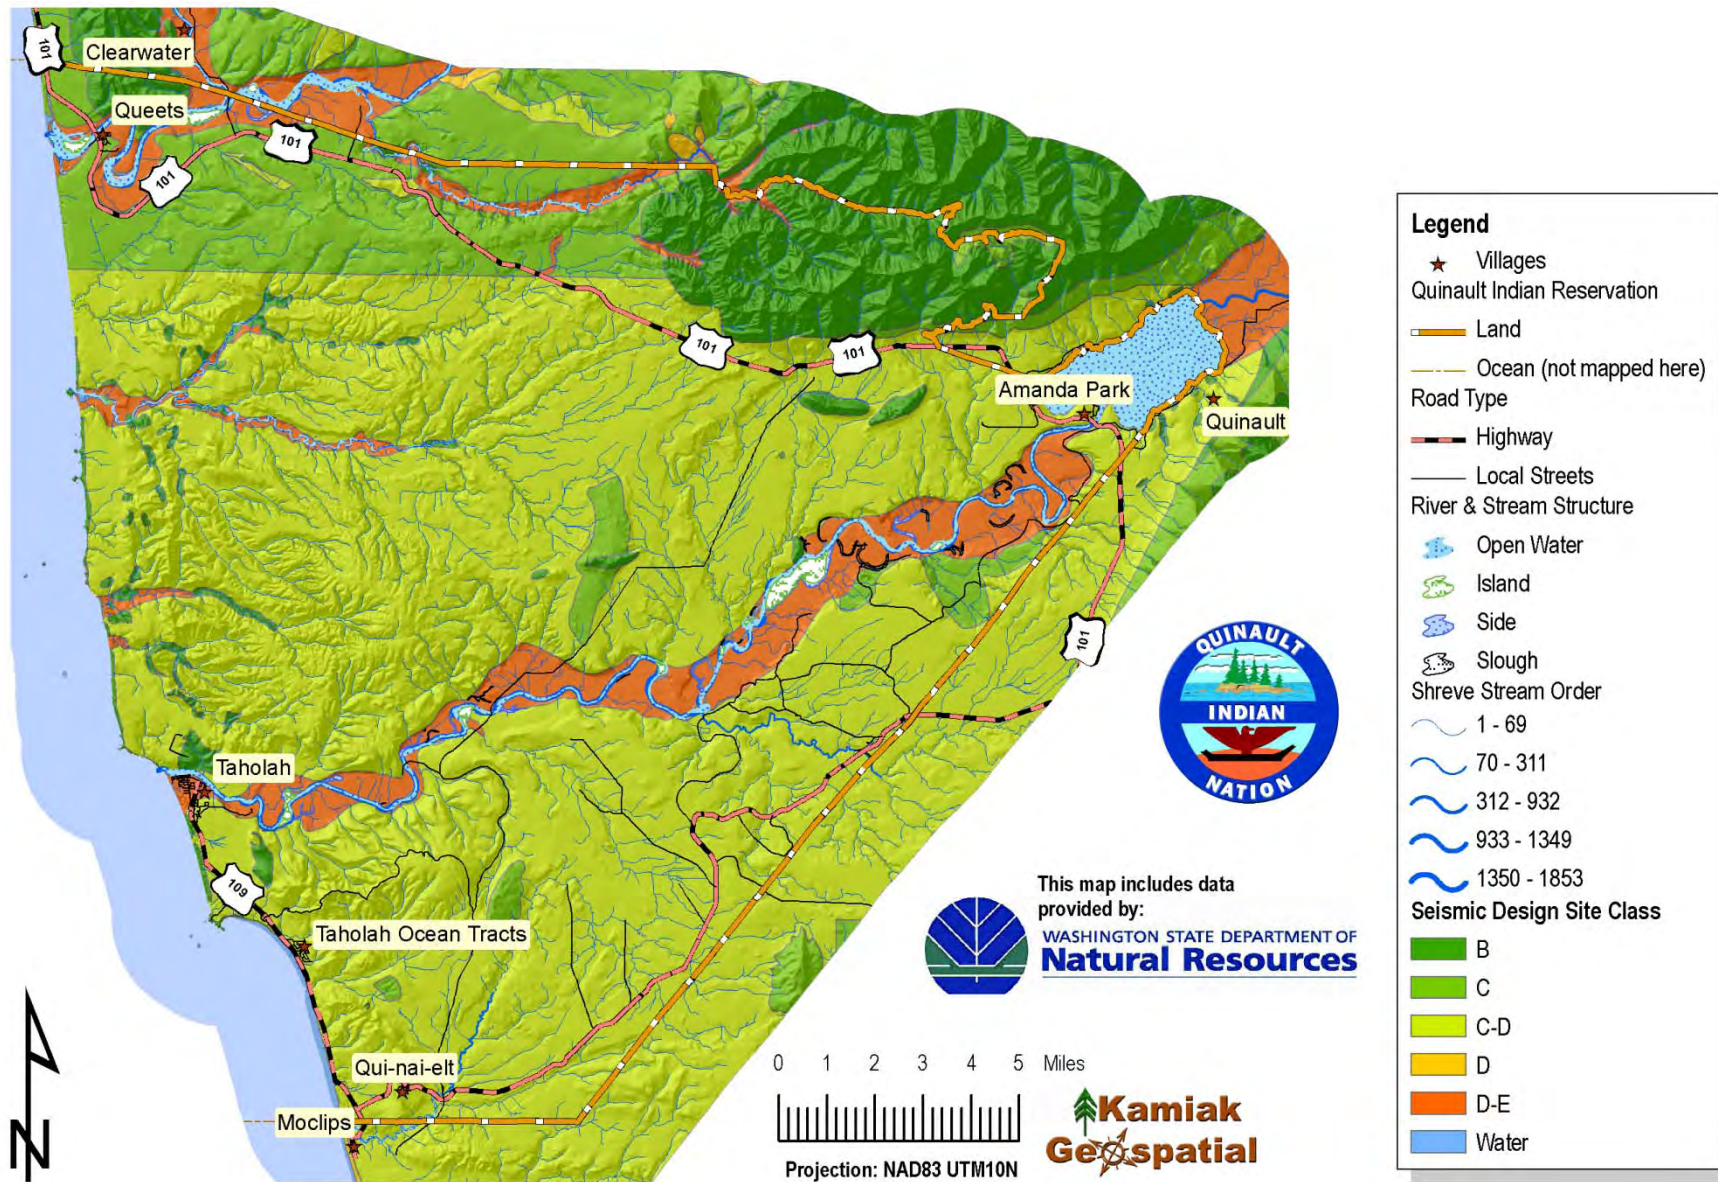 101
Clearwater
Queets
101
101
101
101
Amanda Park
Quinault
101
Taholah
109
Taholah Ocean Tracts
Qui-nai-elt
Moclips
N
QUINAULT
INDIAN
NATION
This map includes data
provided by:
WASHINGTON STATE DEPARTMENT OF
Natural Resources
0 1 2 3 4 5 Miles
Projection: NAD83 UTM10N
Kamiak
Geospatial
Legend
Villages
Quinault Indian Reservation
Land
Ocean (not mapped here)
Road Type
Highway
Local Streets
River & Stream Structure
Open Water
Island
Side
Slough
Shreve Stream Order
1 - 69
70 - 311
312 - 932
933 - 1349
1350 - 1853
Seismic Design Site Class
B
C
C-D
D
D-E
Water